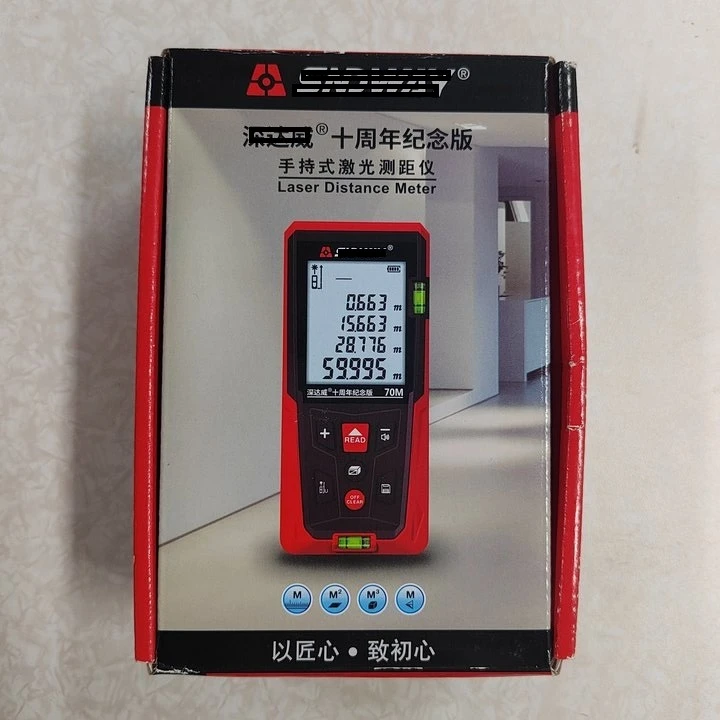 ®
® 十周年纪念版
手持式激光测距仪
Laser Distance Meter
®
0.663 m
15.663 m
28.776 m
59.995 m
深达威®十周年纪念版 70M
+ READ −
OFF
CLEAR
M M² M³ M
以匠心 • 致初心